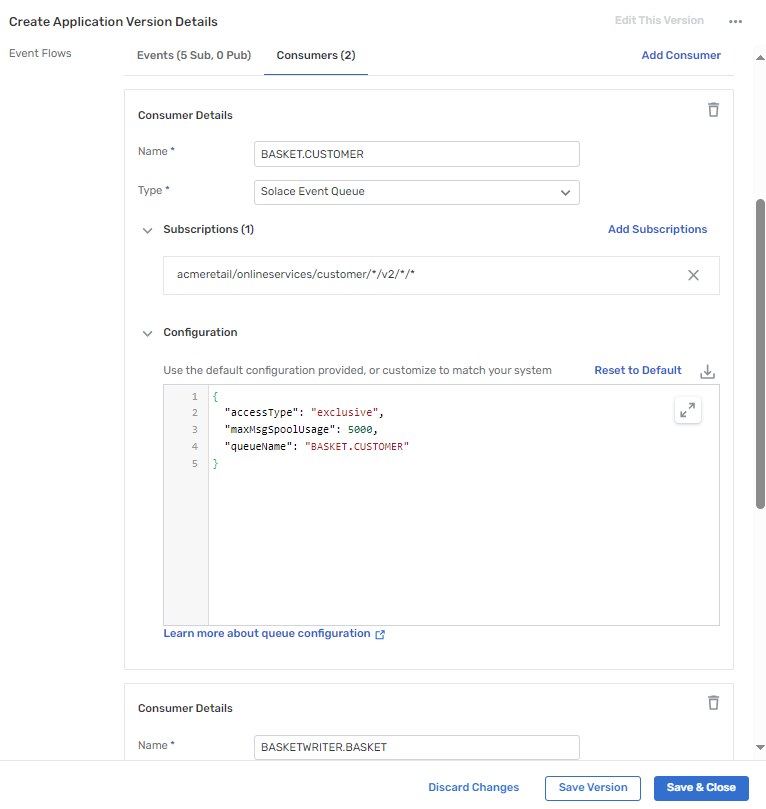 Create Application Version Details
Edit This Version
Event Flows
Events (5 Sub, 0 Pub)
Consumers (2)
Add Consumer
Consumer Details
Name *
BASKET.CUSTOMER
Type *
Solace Event Queue
Subscriptions (1)
Add Subscriptions
acmeretail/onlineservices/customer/*/v2/*/*
Configuration
Use the default configuration provided, or customize to match your system
Reset to Default
1 {
2 "accessType": "exclusive",
3 "maxMsgSpoolUsage": 5000,
4 "queueName": "BASKET.CUSTOMER"
5 }
Learn more about queue configuration
Consumer Details
Name *
BASKETWRITER.BASKET
Discard Changes
Save Version
Save & Close